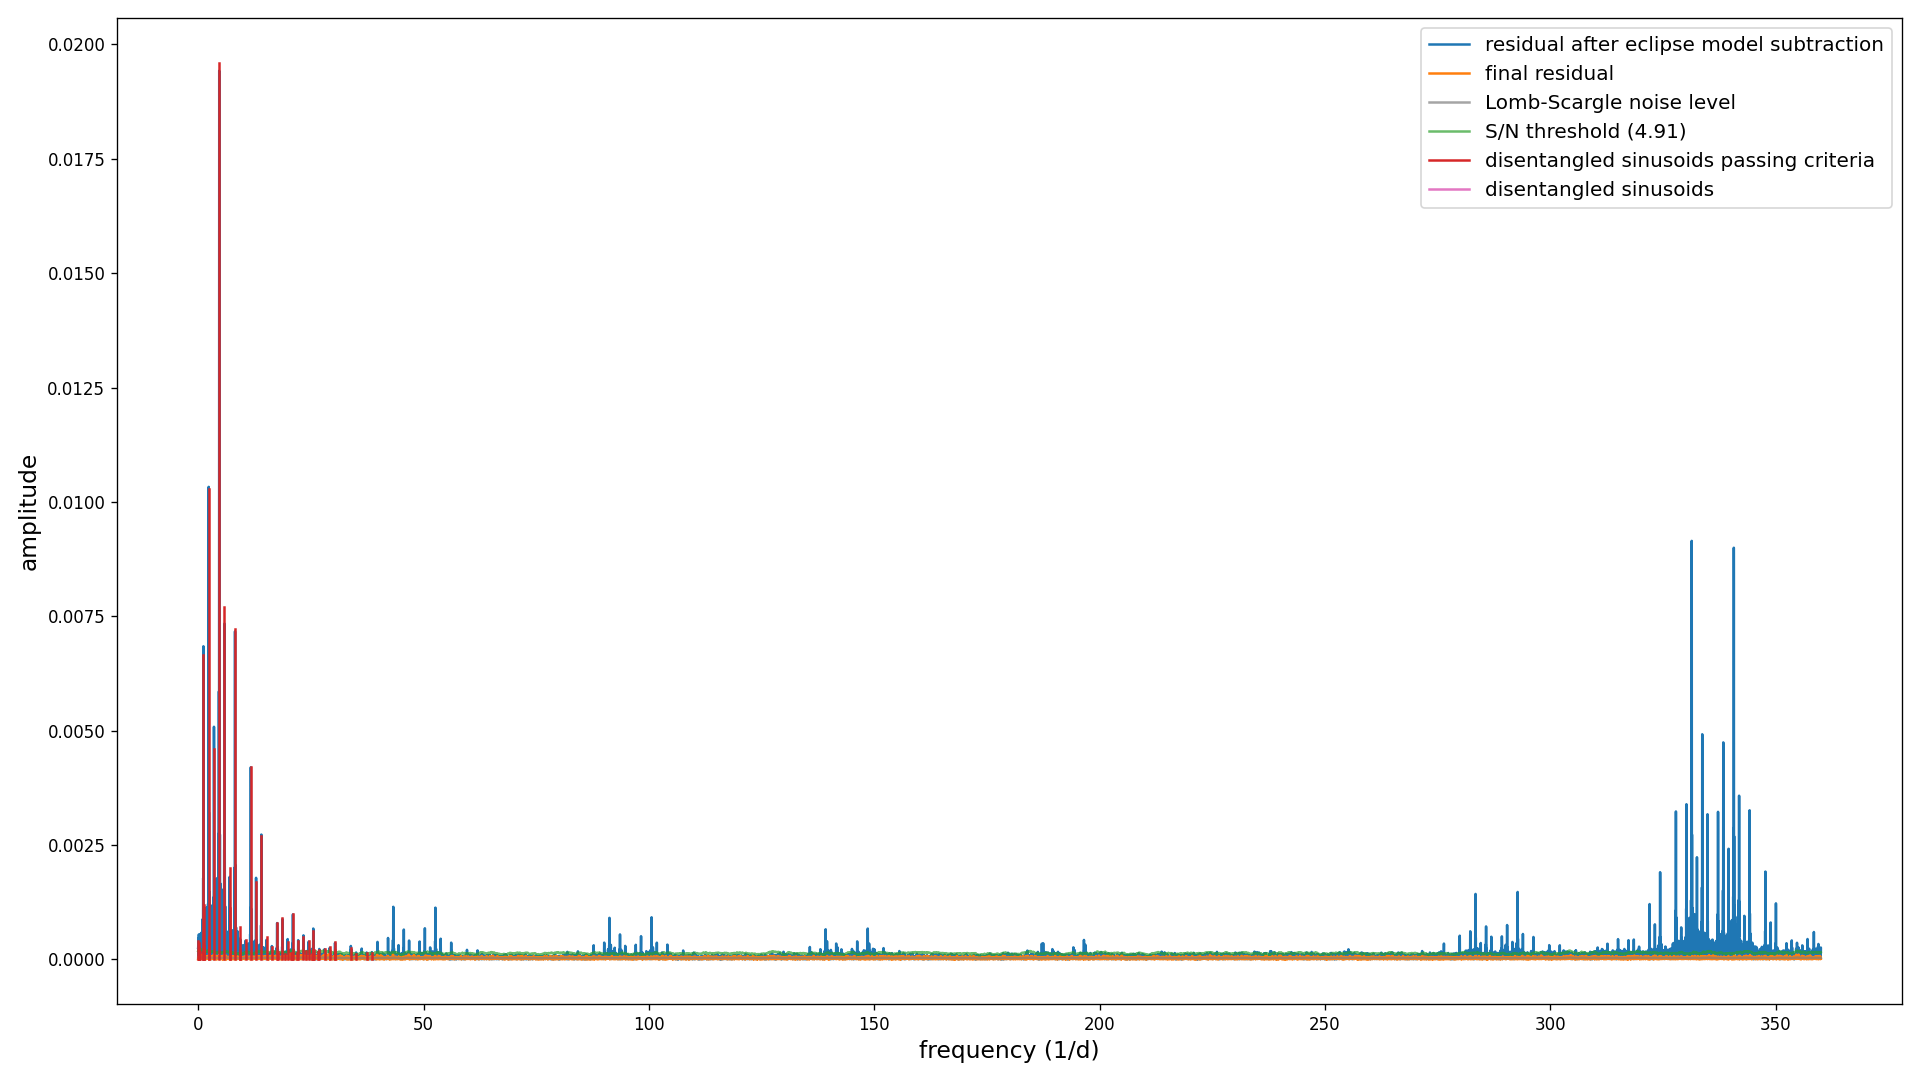 0.0200
0.0175
0.0150
0.0125
0.0100
0.0075
0.0050
0.0025
0.0000
amplitude
0 50 100 150 200 250 300 350
frequency (1/d)
residual after eclipse model subtraction
final residual
Lomb-Scargle noise level
S/N threshold (4.91)
disentangled sinusoids passing criteria
disentangled sinusoids